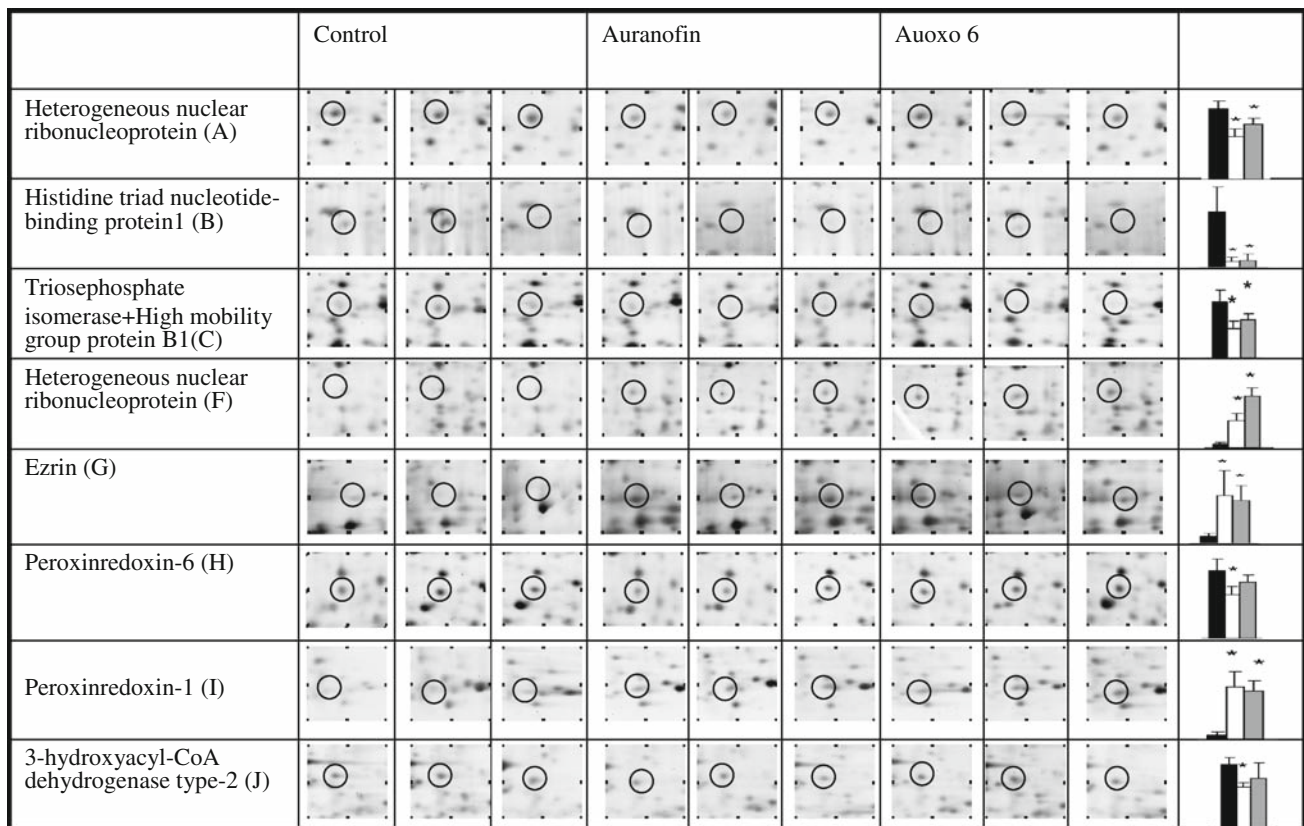 Control
Auranofin
Auoxo 6
Heterogeneous nuclear
ribonucleoprotein (A)
Histidine triad nucleotide-
binding protein1 (B)
Triosephosphate
isomerase+High mobility
group protein B1(C)
Heterogeneous nuclear
ribonucleoprotein (F)
Ezrin (G)
Peroxinredoxin-6 (H)
Peroxinredoxin-1 (I)
3-hydroxyacyl-CoA
dehydrogenase type-2 (J)